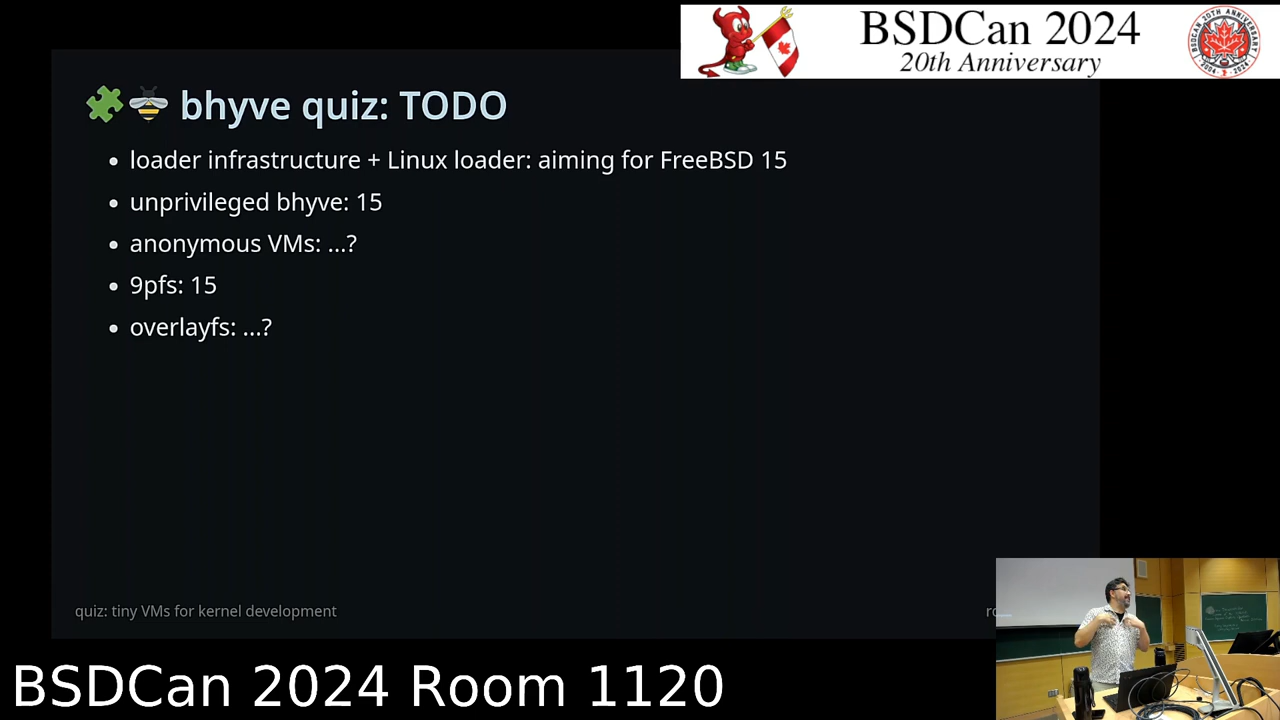 BSDCan 2024
20th Anniversary
bhyve quiz: TODO
loader infrastructure + Linux loader: aiming for FreeBSD 15
unprivileged bhyve: 15
anonymous VMs: ...?
9pfs: 15
overlayfs: ...?
quiz: tiny VMs for kernel development
BSDCan 2024 Room 1120